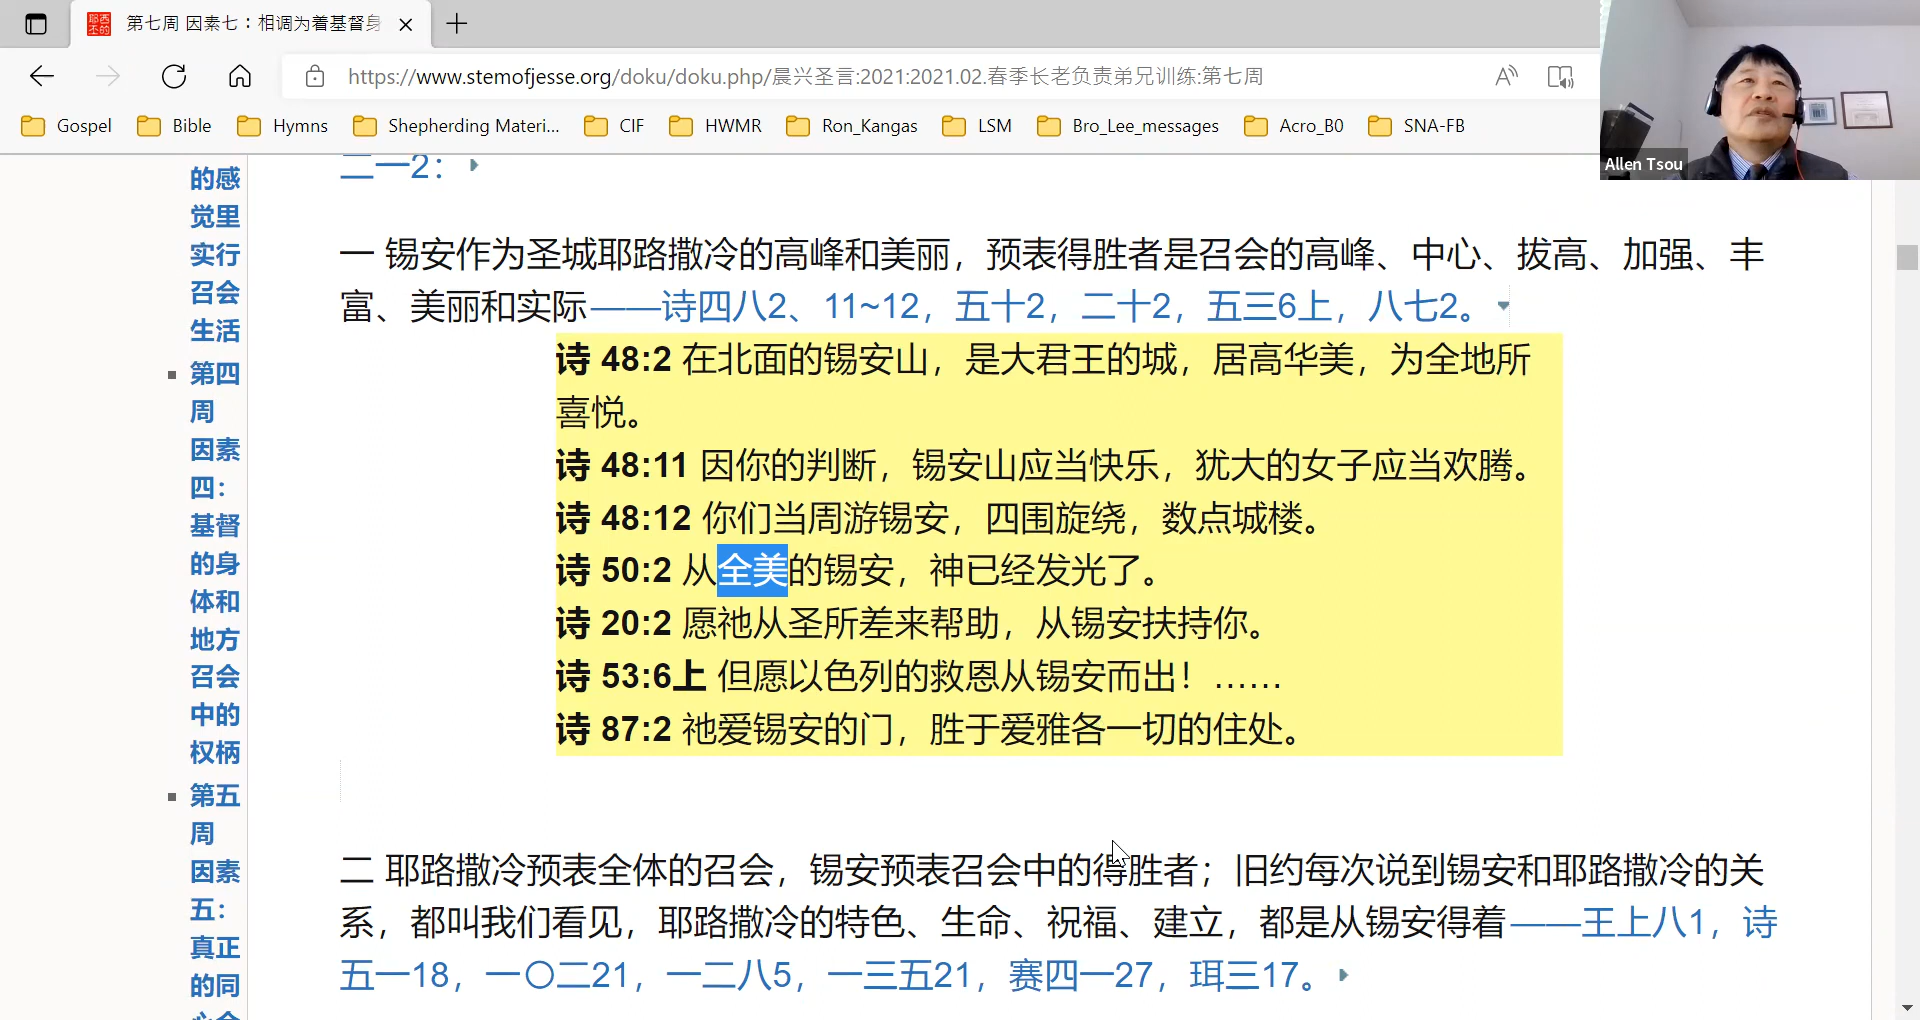 第七周 因素七：相调为着基督身
https://www.stemofjesse.org/doku/doku.php/晨兴圣言:2021:2021.02.春季长老负责弟兄训练:第七周
Gospel Bible Hymns Shepherding Materi... CIF HWMR Ron_Kangas LSM Bro_Lee_messages Acro_B0 SNA-FB
Allen Tsou
的感
觉里
实行
召会
生活
第四
周
因素
四：
基督
的身
体和
地方
召会
中的
权柄
第五
周
因素
五：
真正
的同
二一2：
一 锡安作为圣城耶路撒冷的高峰和美丽，预表得胜者是召会的高峰、中心、拔高、加强、丰
富、美丽和实际——诗四八2、11~12，五十2，二十2，五三6上，八七2。
诗 48:2 在北面的锡安山，是大君王的城，居高华美，为全地所
喜悦。
诗 48:11 因你的判断，锡安山应当快乐，犹大的女子应当欢腾。
诗 48:12 你们当周游锡安，四围旋绕，数点城楼。
诗 50:2 从全美的锡安，神已经发光了。
诗 20:2 愿祂从圣所差来帮助，从锡安扶持你。
诗 53:6上 但愿以色列的救恩从锡安而出！……
诗 87:2 祂爱锡安的门，胜于爱雅各一切的住处。
二 耶路撒冷预表全体的召会，锡安预表召会中的得胜者；旧约每次说到锡安和耶路撒冷的关
系，都叫我们看见，耶路撒冷的特色、生命、祝福、建立，都是从锡安得着——王上八1，诗
五一18，一〇二21，一二八5，一三五21，赛四一27，珥三17。